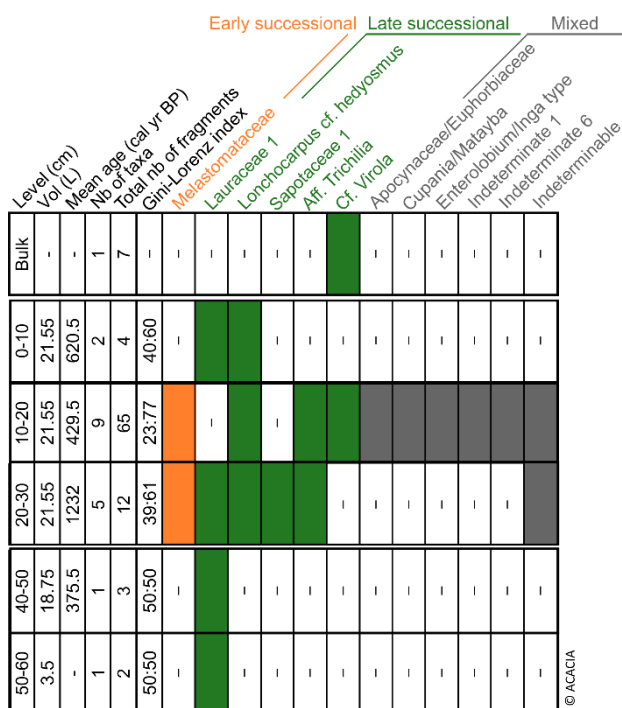 Early successional Late successional Mixed
Level (cm)
Vol (L)
Mean age (cal yr BP)
Nb of taxa
Total nb of fragments
Gini-Lorenz index
Melastomataceae
Lauraceae 1
Lonchocarpus cf. hedyosmus
Sapotaceae 1
Aff. Trichilia
Cf. Virola
Apocynaceae/Euphorbiaceae
Cupania/Matayba
Enterolobium/Inga type
Indeterminate 1
Indeterminate 6
Indeterminable
Bulk - - 1 7 - - - - - - - - - - - -
0-10 21.55 620.5 2 4 40:60 - - - - - - - - - -
10-20 21.55 429.5 9 65 23:77 - -
20-30 21.55 1232 5 12 39:61 - - - - - -
40-50 18.75 375.5 1 3 50:50 - - - - - - - - - - -
50-60 3.5 - 1 2 50:50 - - - - - - - - - - -
© ACACIA